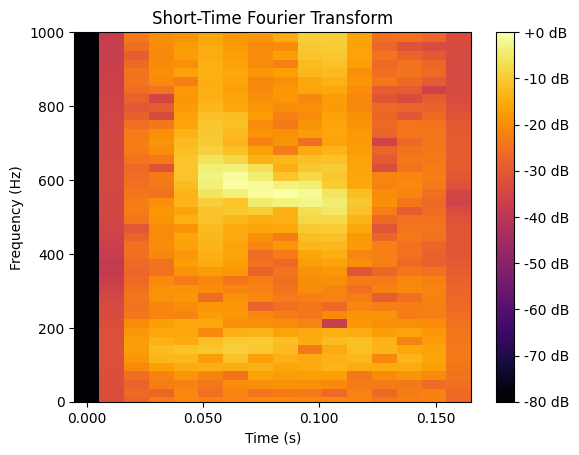 Short-Time Fourier Transform
Frequency (Hz)
1000
800
600
400
200
0
0.000
0.050
0.100
0.150
Time (s)
+0 dB
-10 dB
-20 dB
-30 dB
-40 dB
-50 dB
-60 dB
-70 dB
-80 dB